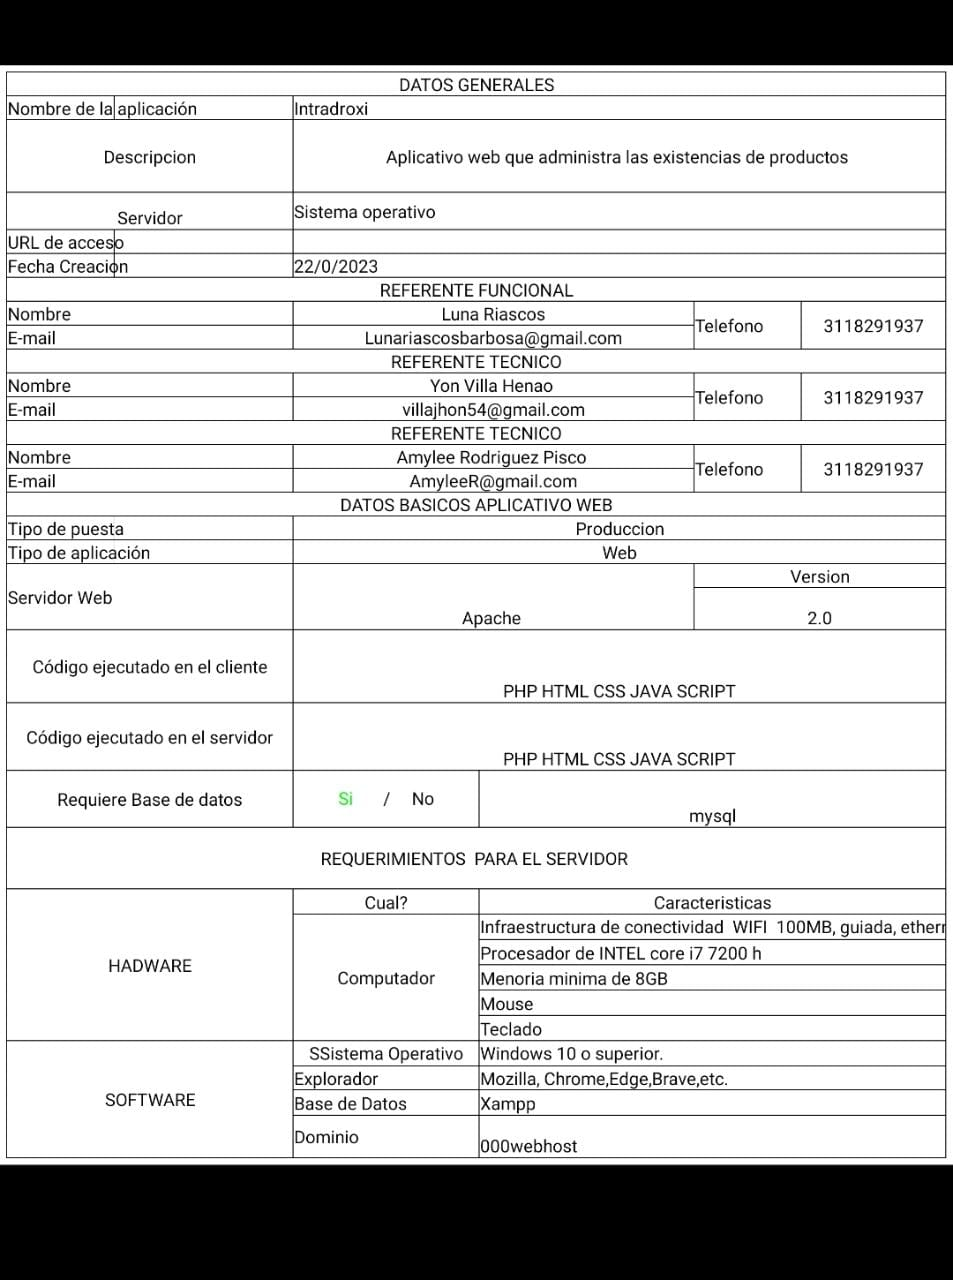 DATOS GENERALES
Nombre de la aplicación Intradroxi
Descripcion Aplicativo web que administra las existencias de productos
Servidor Sistema operativo
URL de acceso
Fecha Creación 22/0/2023
REFERENTE FUNCIONAL
Nombre Luna Riascos
Telefono 3118291937
E-mail Lunariascosbarbosa@gmail.com
REFERENTE TECNICO
Nombre Yon Villa Henao
Telefono 3118291937
E-mail villajhon54@gmail.com
REFERENTE TECNICO
Nombre Amylee Rodriguez Pisco
Telefono 3118291937
E-mail AmyleeR@gmail.com
DATOS BASICOS APLICATIVO WEB
Tipo de puesta Produccion
Tipo de aplicación Web
Version
Servidor Web
Apache 2.0
Código ejecutado en el cliente
PHP HTML CSS JAVA SCRIPT
Código ejecutado en el servidor
PHP HTML CSS JAVA SCRIPT
Requiere Base de datos Si / No
mysql
REQUERIMIENTOS PARA EL SERVIDOR
Cual? Caracteristicas
Infraestructura de conectividad WIFI 100MB, guiada, ethern
Procesador de INTEL core i7 7200 h
HADWARE
Computador Menoria minima de 8GB
Mouse
Teclado
SSistema Operativo Windows 10 o superior.
Explorador Mozilla, Chrome,Edge,Brave,etc.
SOFTWARE
Base de Datos Xampp
Dominio
000webhost